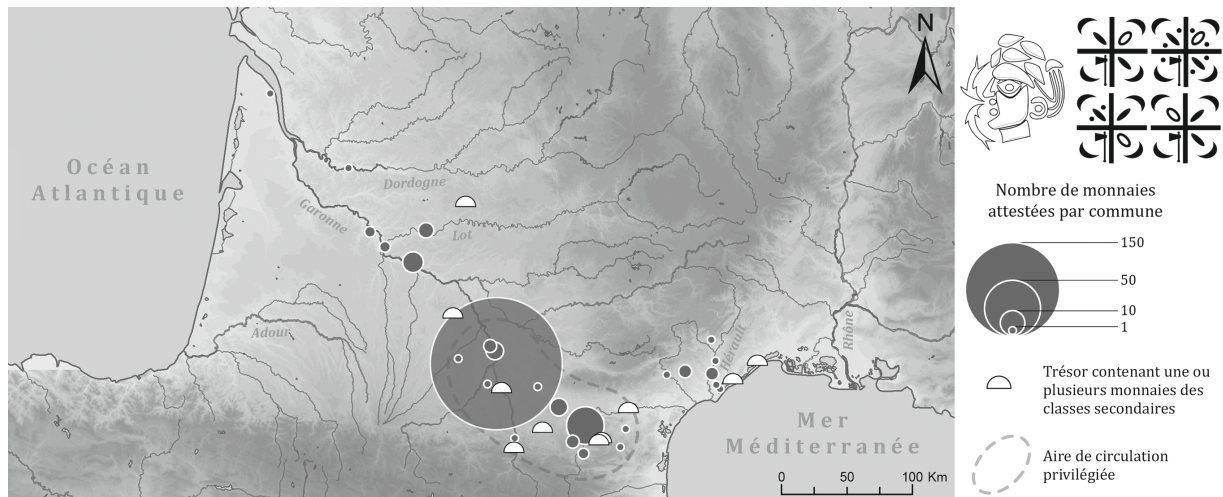 N
Océan
Atlantique
Dordogne
Garonne
Lot
Adour
Hérault
Rhône
Mer
Méditerranée
0 50 100 Km
Nombre de monnaies
attestées par commune
150
50
10
1
Trésor contenant une ou
plusieurs monnaies des
classes secondaires
Aire de circulation
privilégiée